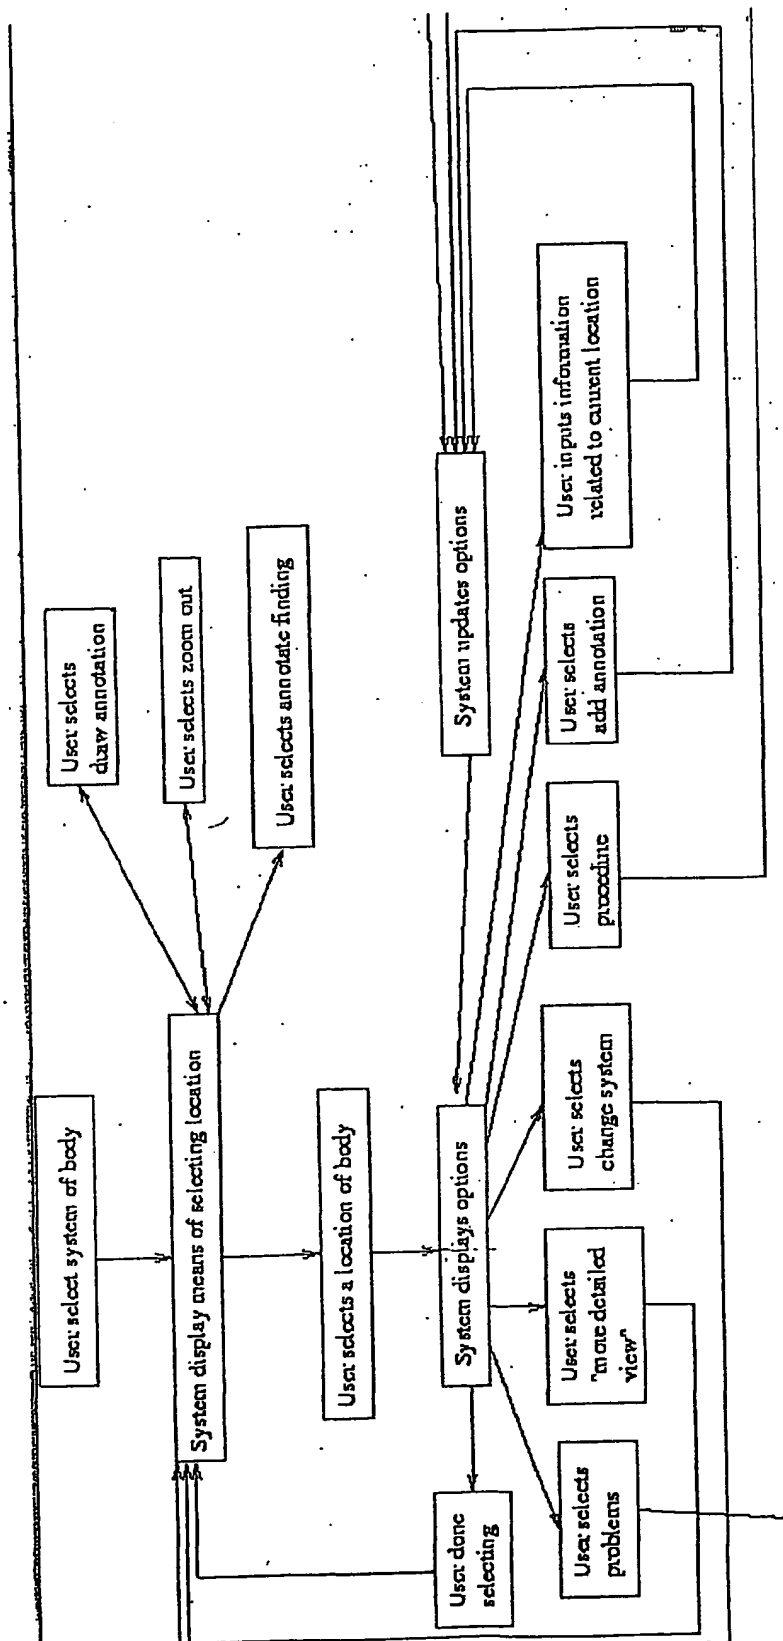 User select system of body
System display means of selecting location
User selects
draw annotation
User selects zoom out
User selects annotate finding
User selects a location of body
User done
selecting
System displays options
System updates options
User selects
problems
User selects
"more detailed
view"
User selects
change system
User selects
procedure
User selects
add annotation
User inputs information
related to current location